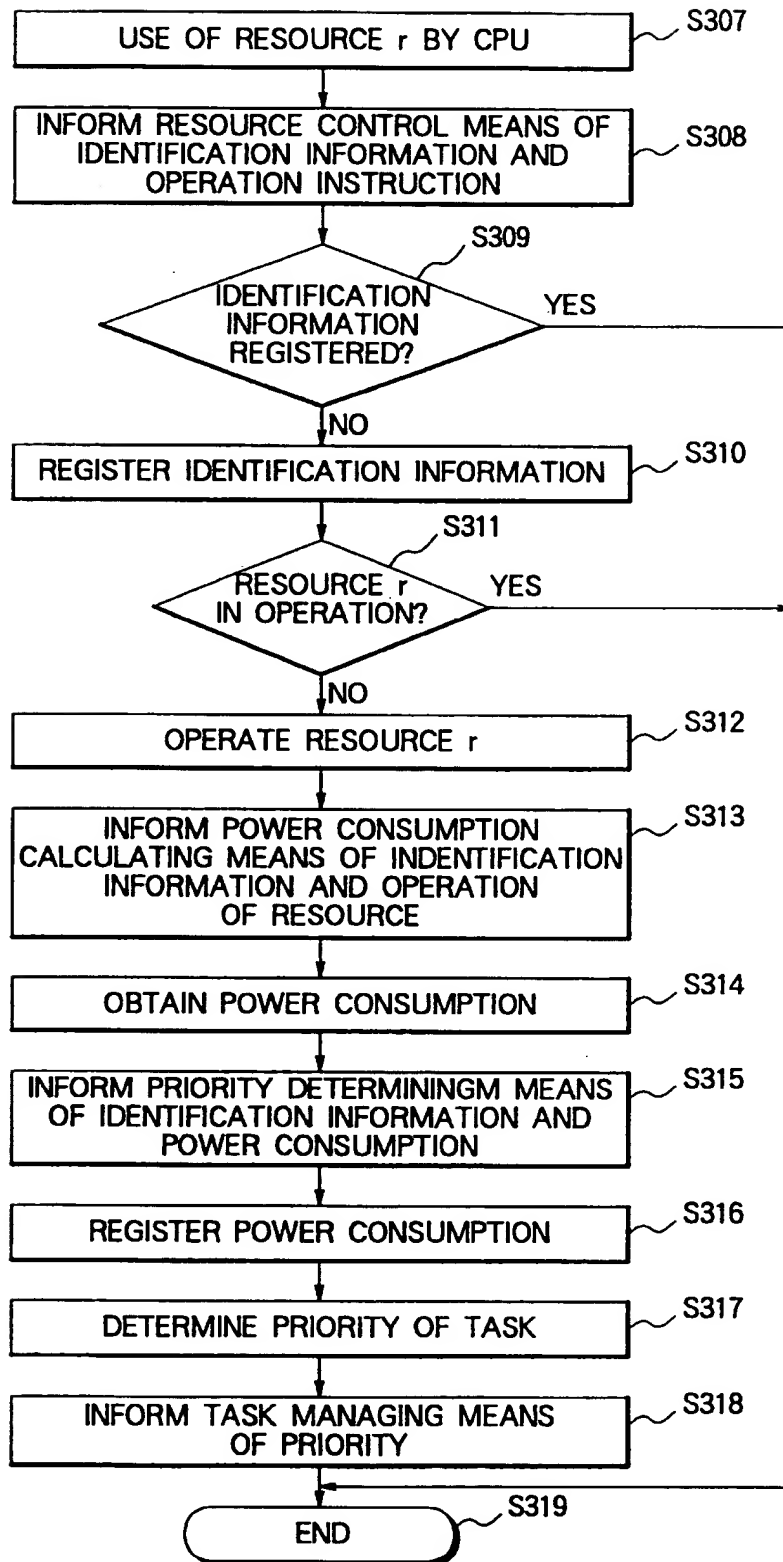 USE OF RESOURCE r BY CPU
S307
INFORM RESOURCE CONTROL MEANS OF
IDENTIFICATION INFORMATION AND
OPERATION INSTRUCTION
S308
S309
IDENTIFICATION
INFORMATION
REGISTERED?
YES
NO
REGISTER IDENTIFICATION INFORMATION
S310
S311
RESOURCE r
IN OPERATION?
YES
NO
OPERATE RESOURCE r
S312
INFORM POWER CONSUMPTION
CALCULATING MEANS OF INDENTIFICATION
INFORMATION AND OPERATION
OF RESOURCE
S313
OBTAIN POWER CONSUMPTION
S314
INFORM PRIORITY DETERMININGM MEANS
OF IDENTIFICATION INFORMATION AND
POWER CONSUMPTION
S315
REGISTER POWER CONSUMPTION
S316
DETERMINE PRIORITY OF TASK
S317
INFORM TASK MANAGING MEANS
OF PRIORITY
S318
END
S319